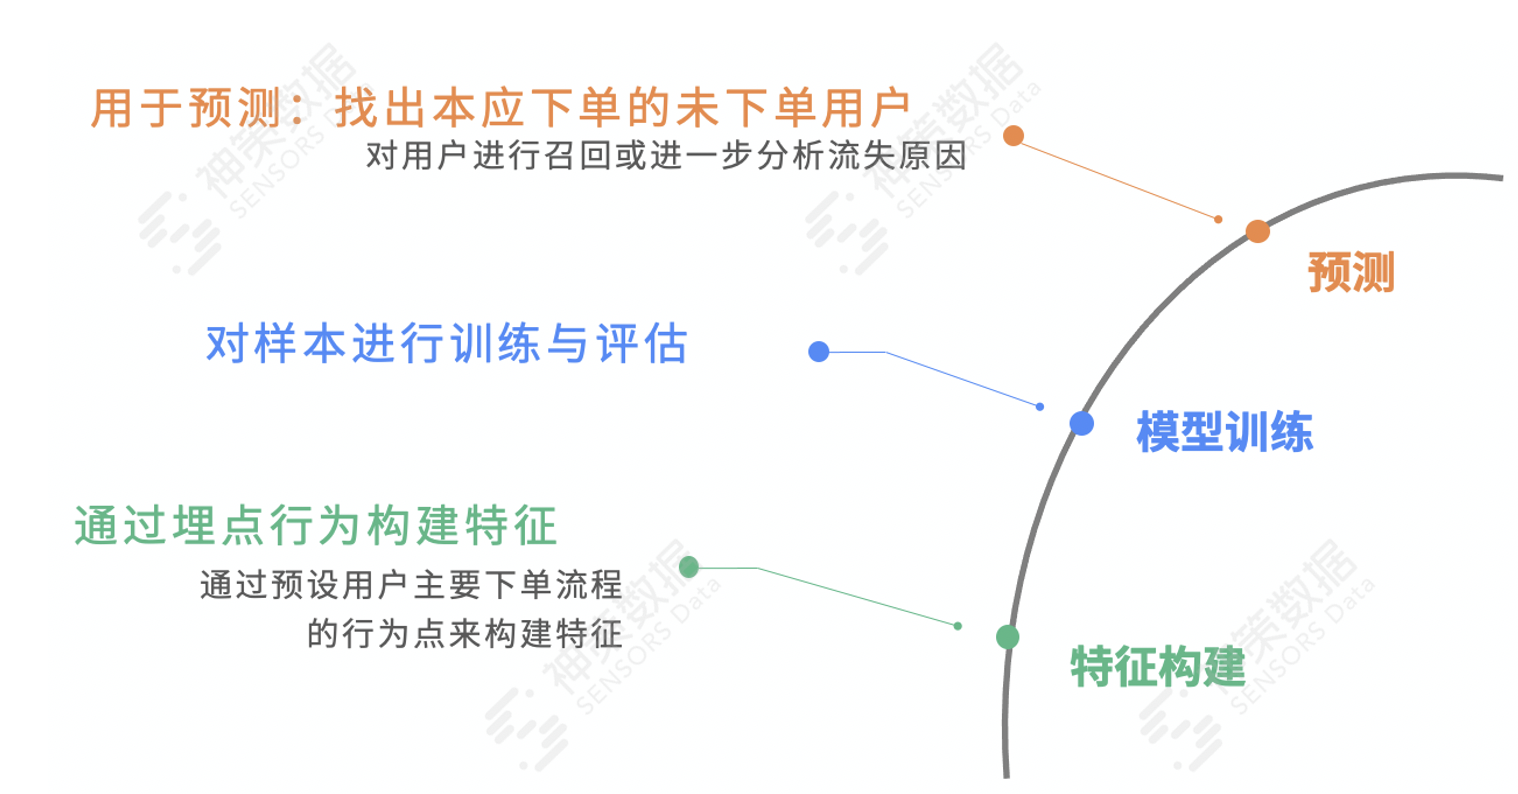 用于预测：找出本应下单的未下单用户
对用户进行召回或进一步分析流失原因
预测
对样本进行训练与评估
模型训练
通过埋点行为构建特征
通过预设用户主要下单流程
的行为点来构建特征
特征构建
神策数据
SENSORS Data
神策数据
SENSORS Data
神策数据
SENSORS Data
神策数据
SENSORS Data